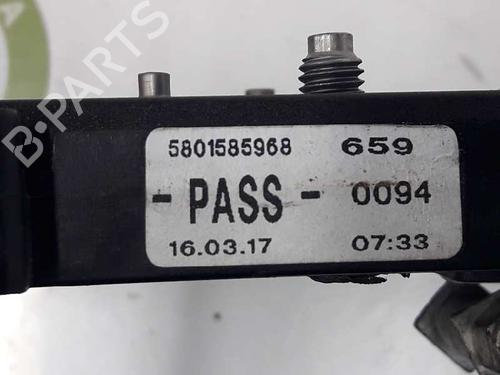 B-PARTS
5801585968 659
- PASS - 0094
16.03.17 07:33